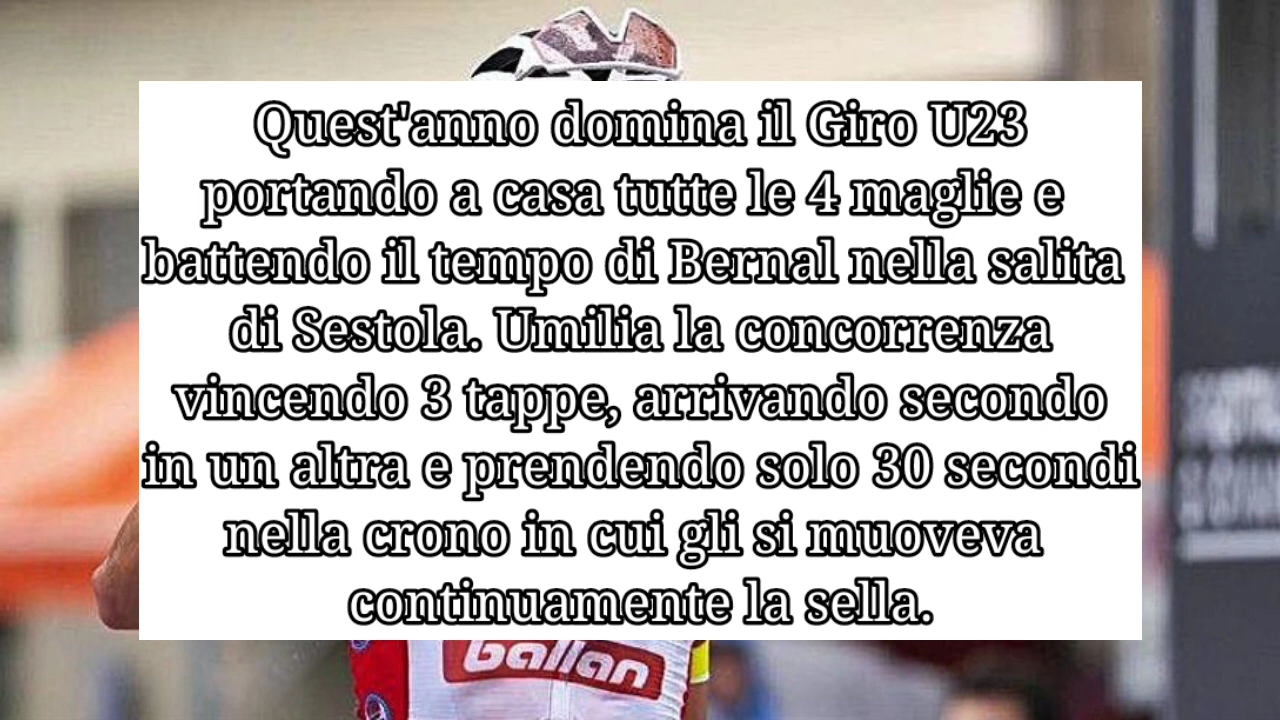 Quest'anno domina il Giro U23
portando a casa tutte le 4 maglie e
battendo il tempo di Bernal nella salita
di Sestola. Umilia la concorrenza
vincendo 3 tappe, arrivando secondo
in un altra e prendendo solo 30 secondi
nella crono in cui gli si muoveva
continuamente la sella.
ballan